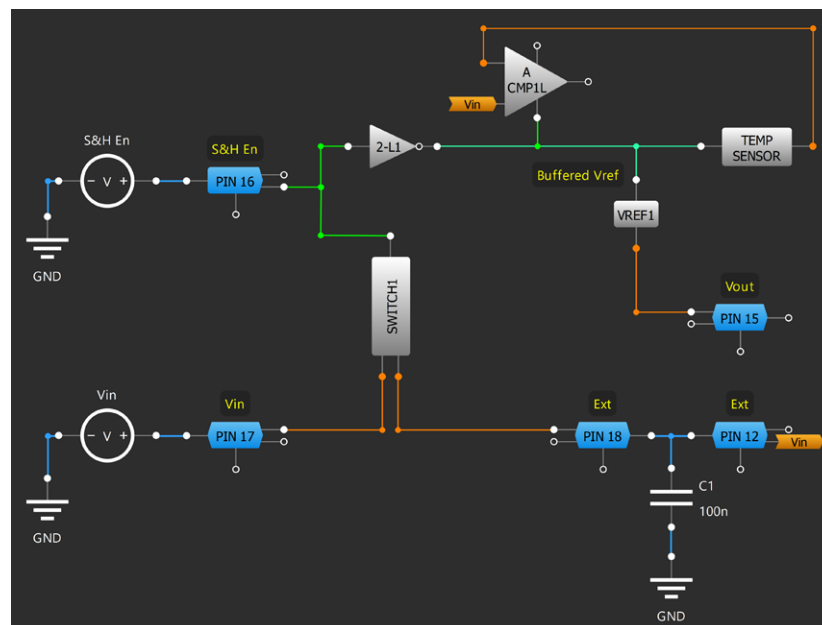 A
CMP1L
Vin
S&H En
S&H En
2-L1
TEMP
SENSOR
− V +
PIN 16
Buffered Vref
VREF1
GND
SWITCH1
Vout
PIN 15
Vin
Vin
Ext
Ext
− V +
PIN 17
PIN 18
PIN 12
Vin
C1
100n
GND
GND